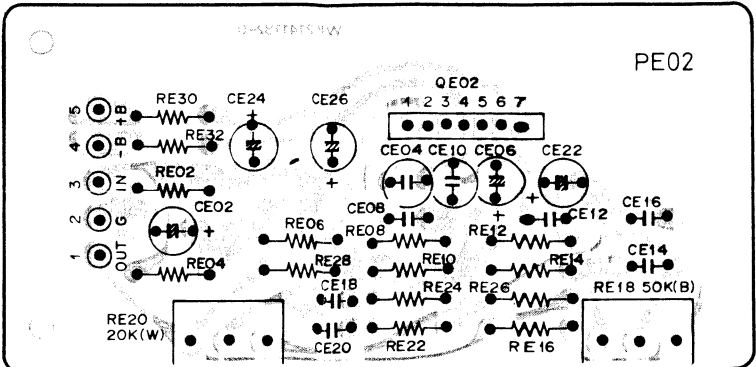 PE02
QE02
1 2 3 4 5 6 7
RE30
CE24
CE26
5 +B
4 -B
3 IN
2 G
1 OUT
RE32
RE02
CE02
+
RE04
+
+
CE04
CE10
CE06
CE22
+
+
CE08
CE12
CE16
RE06
RE08
RE12
RE28
RE10
RE14
CE14
CE18
RE24
RE26
RE18 50K(B)
RE20
20K(W)
CE20
RE22
RE16